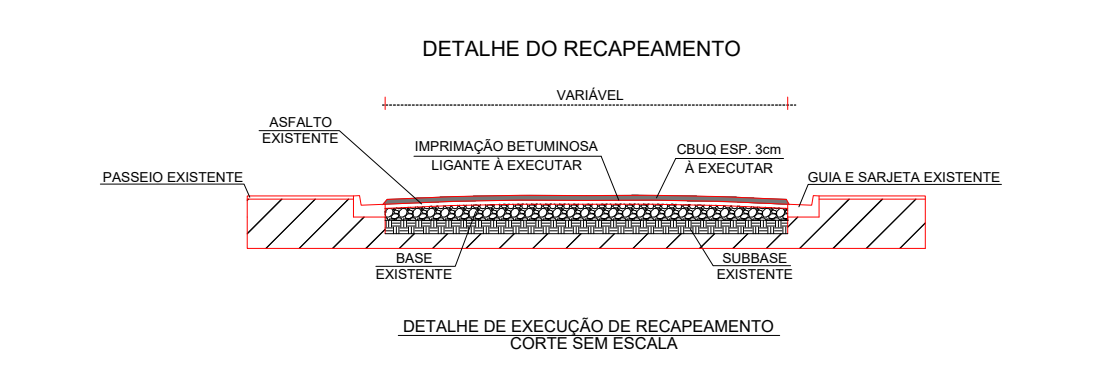 DETALHE DO RECAPEAMENTO
VARIÁVEL
ASFALTO
EXISTENTE
IMPRIMAÇÃO BETUMINOSA
LIGANTE À EXECUTAR
CBUQ ESP. 3cm
À EXECUTAR
PASSEIO EXISTENTE
GUIA E SARJETA EXISTENTE
BASE
EXISTENTE
SUBBASE
EXISTENTE
DETALHE DE EXECUÇÃO DE RECAPEAMENTO
CORTE SEM ESCALA